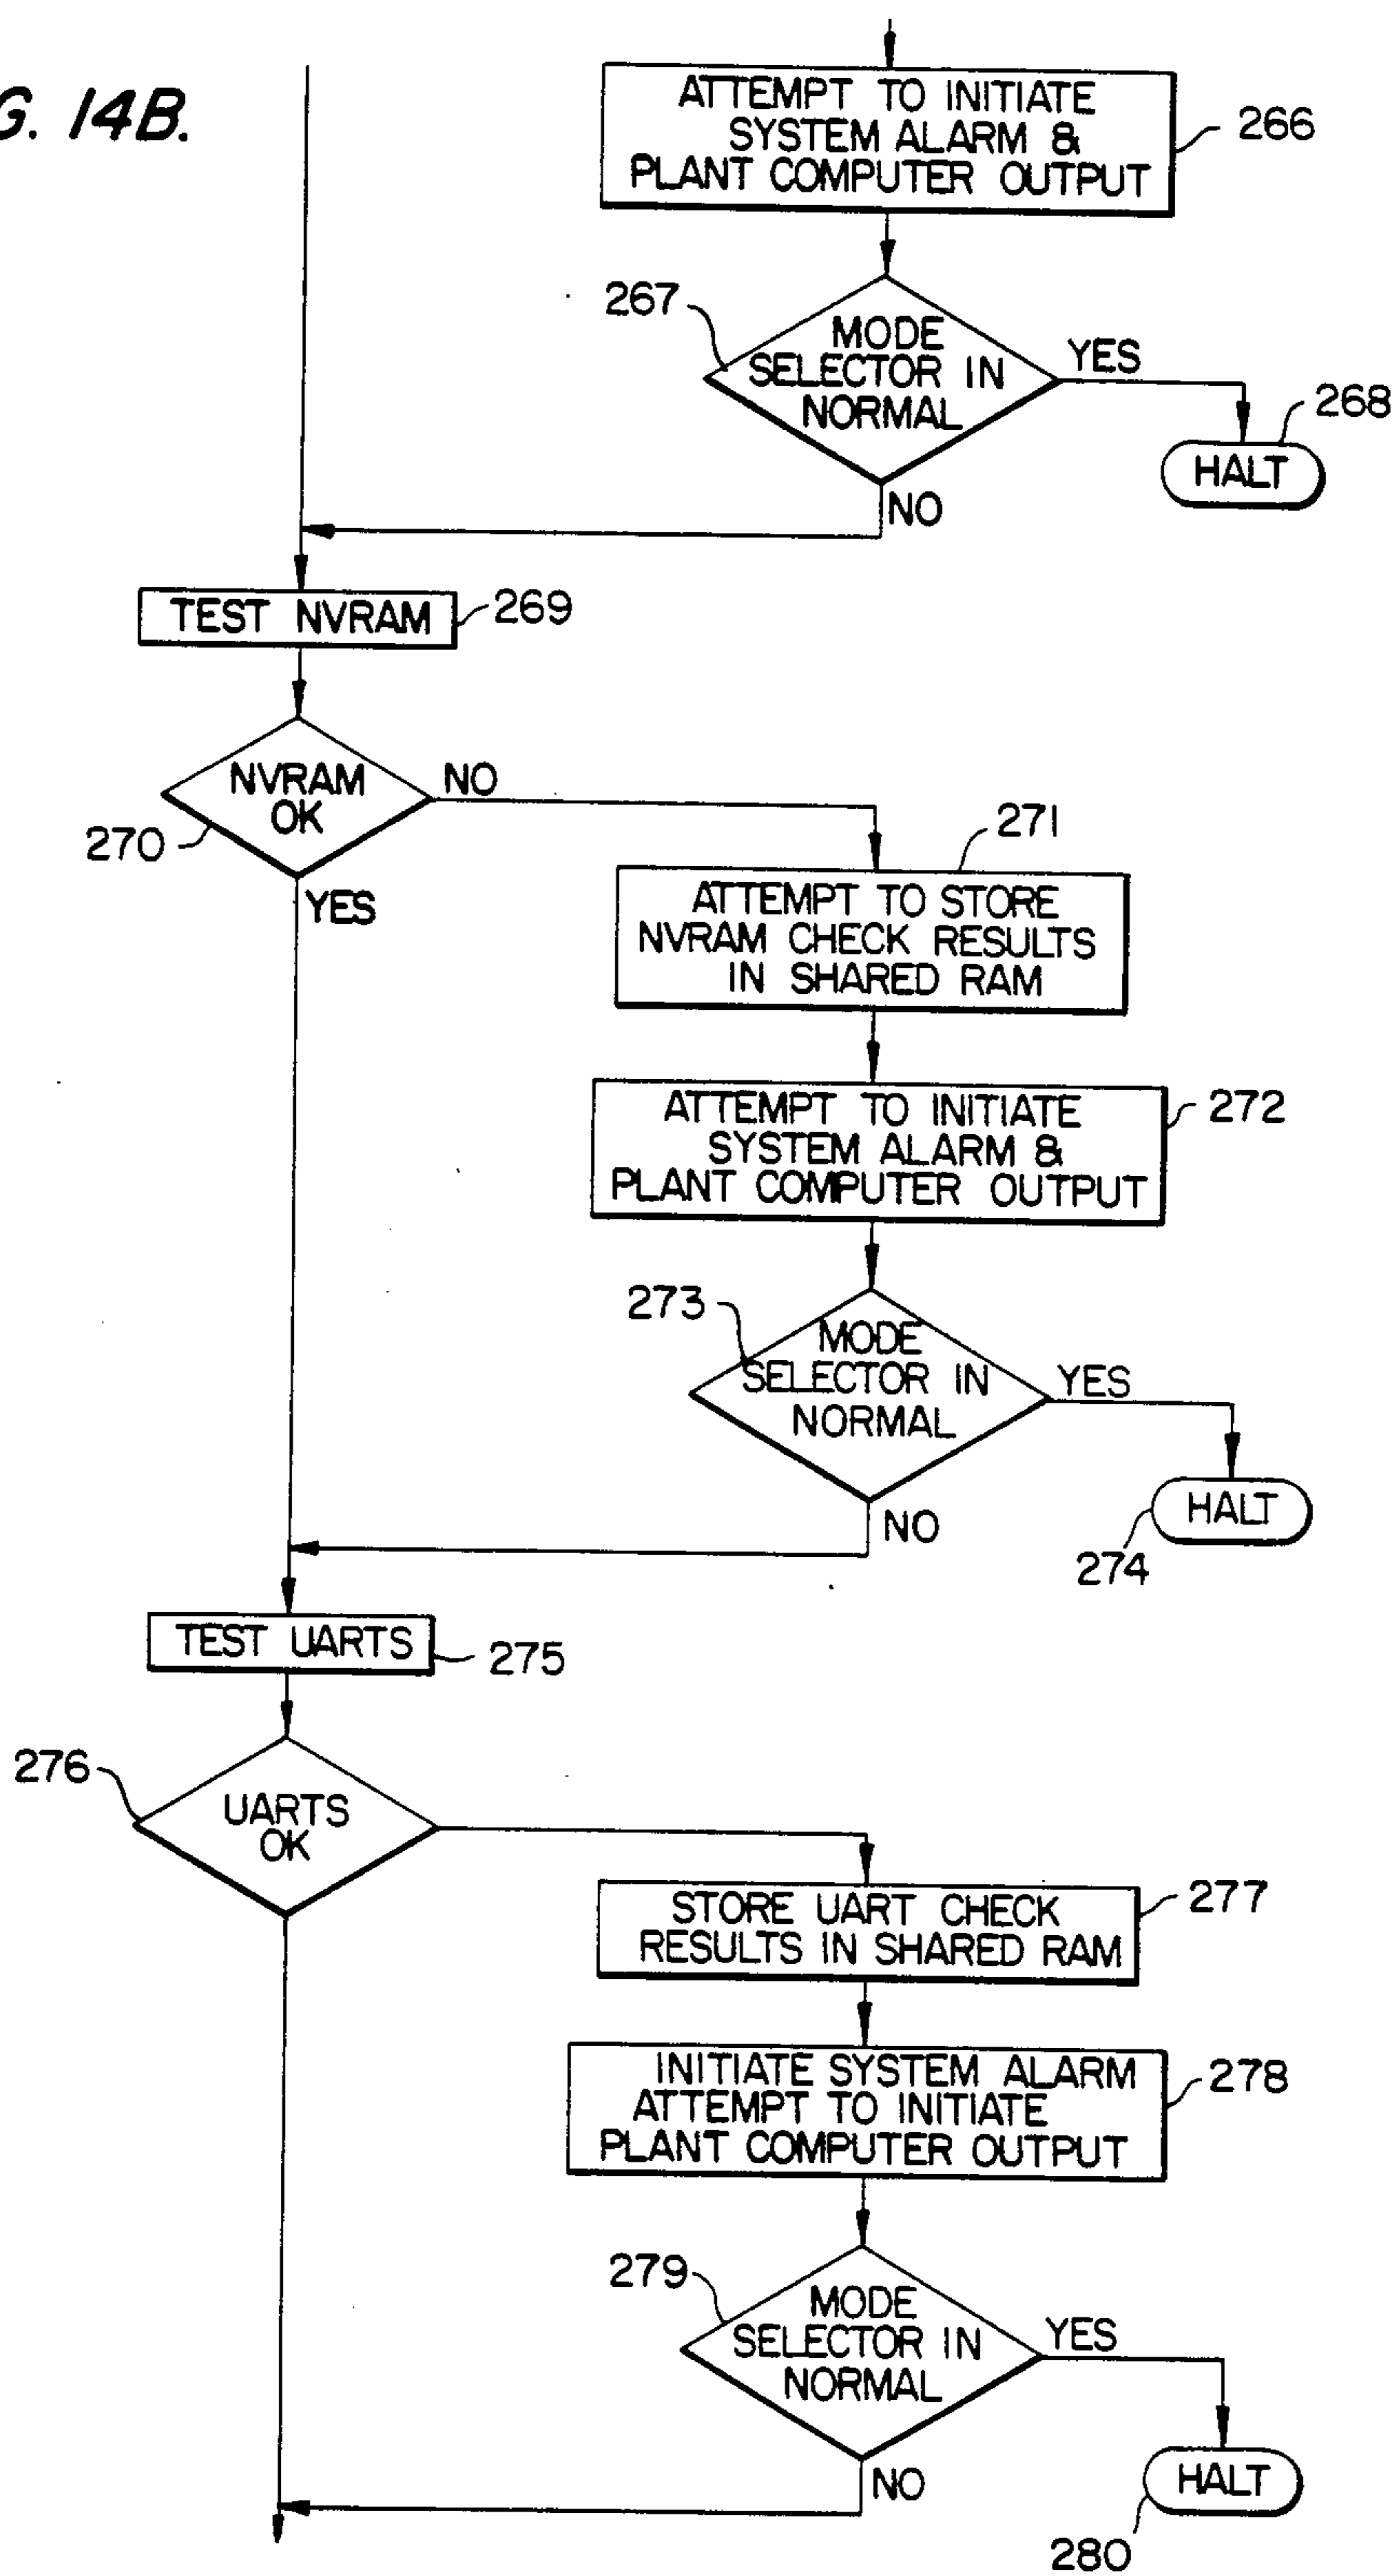 G. 14B.
ATTEMPT TO INITIATE
SYSTEM ALARM &
PLANT COMPUTER OUTPUT
266
267
MODE
SELECTOR IN
NORMAL
YES
268
HALT
NO
TEST NVRAM
269
NVRAM
OK
NO
270
YES
271
ATTEMPT TO STORE
NVRAM CHECK RESULTS
IN SHARED RAM
ATTEMPT TO INITIATE
SYSTEM ALARM &
PLANT COMPUTER OUTPUT
272
273
MODE
SELECTOR IN
NORMAL
YES
HALT
274
NO
TEST UARTS
275
276
UARTS
OK
STORE UART CHECK
RESULTS IN SHARED RAM
277
INITIATE SYSTEM ALARM
ATTEMPT TO INITIATE
PLANT COMPUTER OUTPUT
278
279
MODE
SELECTOR IN
NORMAL
YES
HALT
280
NO